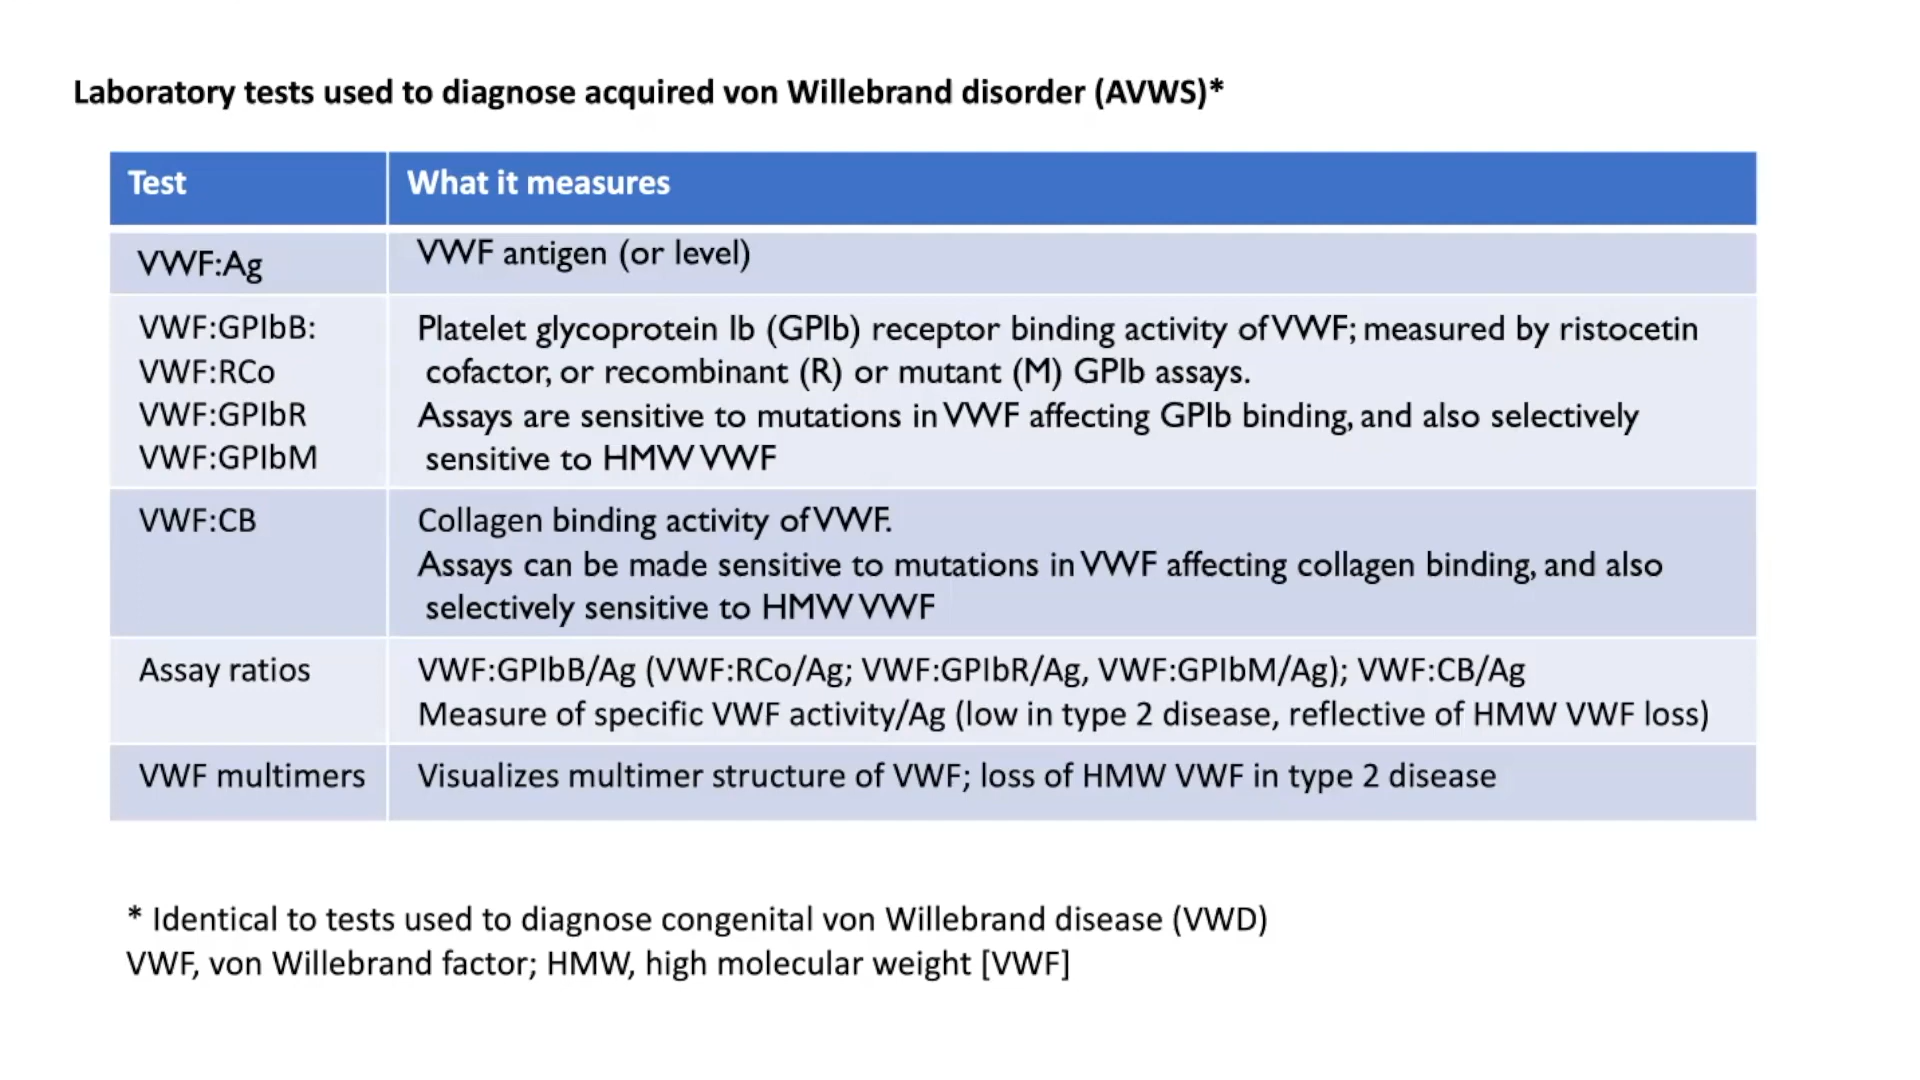 Laboratory tests used to diagnose acquired von Willebrand disorder (AVWS)*
Test
What it measures
VWF:Ag
VWF antigen (or level)
VWF:GPIbB:
VWF:RCo
VWF:GPIbR
VWF:GPIbM
Platelet glycoprotein Ib (GPIb) receptor binding activity of VWF; measured by ristocetin
cofactor, or recombinant (R) or mutant (M) GPIb assays.
Assays are sensitive to mutations in VWF affecting GPIb binding, and also selectively
sensitive to HMW VWF
VWF:CB
Collagen binding activity of VWF.
Assays can be made sensitive to mutations in VWF affecting collagen binding, and also
selectively sensitive to HMW VWF
Assay ratios
VWF:GPIbB/Ag (VWF:RCo/Ag; VWF:GPIbR/Ag, VWF:GPIbM/Ag); VWF:CB/Ag
Measure of specific VWF activity/Ag (low in type 2 disease, reflective of HMW VWF loss)
VWF multimers
Visualizes multimer structure of VWF; loss of HMW VWF in type 2 disease
* Identical to tests used to diagnose congenital von Willebrand disease (VWD)
VWF, von Willebrand factor; HMW, high molecular weight [VWF]